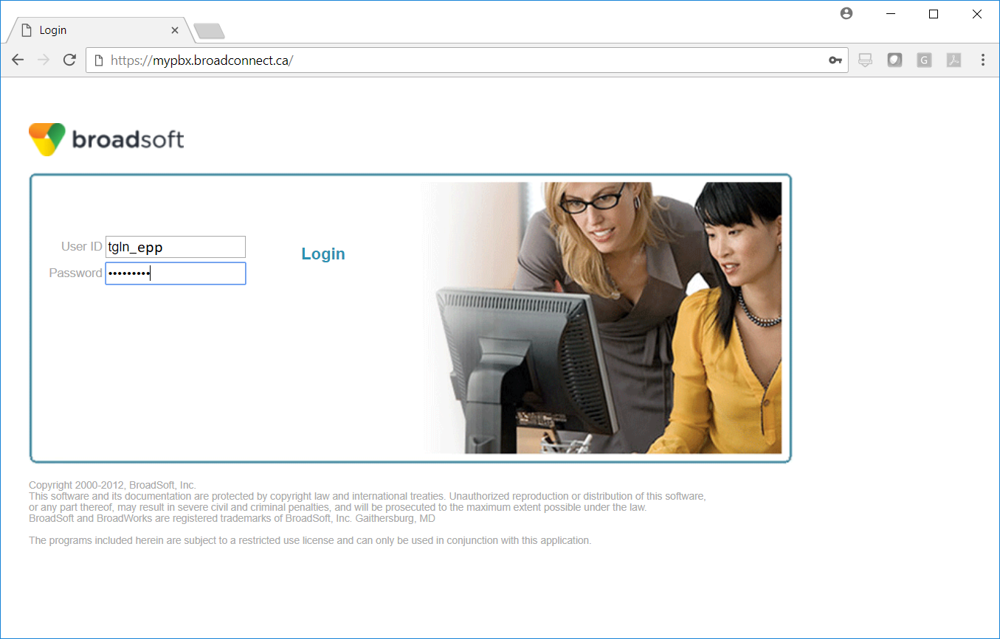 Login
https://mypbx.broadconnect.ca/
G
broadsoft
User ID tgln_epp
Login
Password •••••••••
Copyright 2000-2012, BroadSoft, Inc.
This software and its documentation are protected by copyright law and international treaties. Unauthorized reproduction or distribution of this software,
or any part thereof, may result in severe civil and criminal penalties, and will be prosecuted to the maximum extent possible under the law.
BroadSoft and BroadWorks are registered trademarks of BroadSoft, Inc. Gaithersburg, MD
The programs included herein are subject to a restricted use license and can only be used in conjunction with this application.